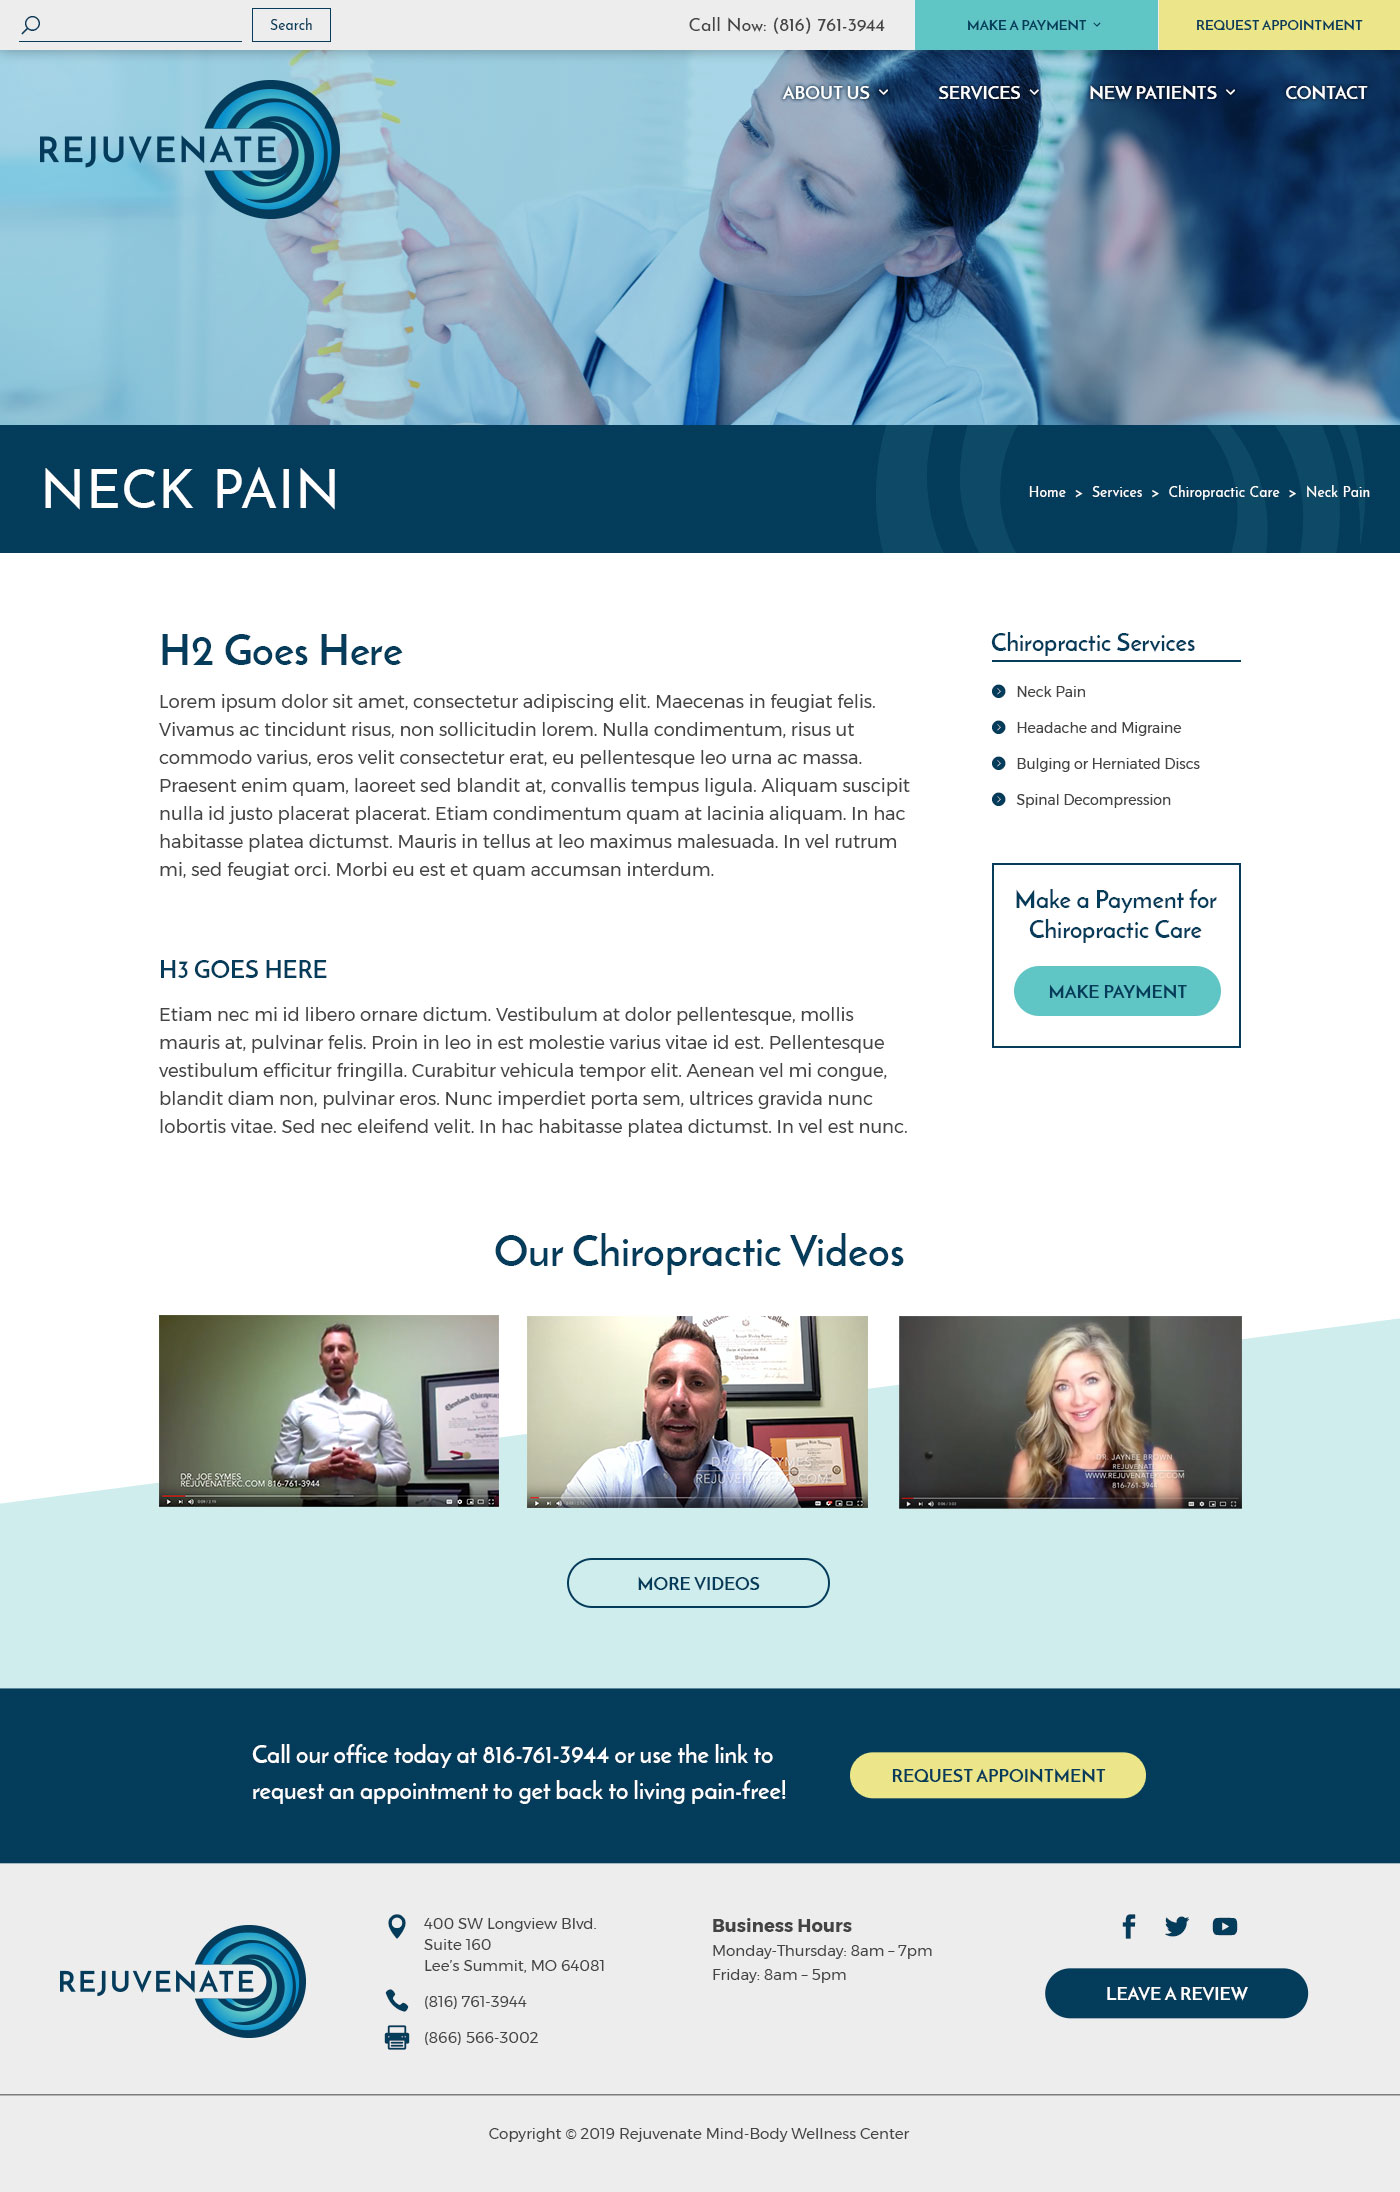 Search
Call Now: (816) 761-3944
MAKE A PAYMENT
REQUEST APPOINTMENT
ABOUT US
SERVICES
NEW PATIENTS
CONTACT
REJUVENATE
NECK PAIN
Home > Services > Chiropractic Care > Neck Pain
H2 Goes Here
Lorem ipsum dolor sit amet, consectetur adipiscing elit. Maecenas in feugiat felis.
Vivamus ac tincidunt risus, non sollicitudin lorem. Nulla condimentum, risus ut
commodo varius, eros velit consectetur erat, eu pellentesque leo urna ac massa.
Praesent enim quam, laoreet sed blandit at, convallis tempus ligula. Aliquam suscipit
nulla id justo placerat placerat. Etiam condimentum quam at lacinia aliquam. In hac
habitasse platea dictumst. Mauris in tellus at leo maximus malesuada. In vel rutrum
mi, sed feugiat orci. Morbi eu est et quam accumsan interdum.
H3 GOES HERE
Etiam nec mi id libero ornare dictum. Vestibulum at dolor pellentesque, mollis
mauris at, pulvinar felis. Proin in leo in est molestie varius vitae id est. Pellentesque
vestibulum efficitur fringilla. Curabitur vehicula tempor elit. Aenean vel mi congue,
blandit diam non, pulvinar eros. Nunc imperdiet porta sem, ultrices gravida nunc
lobortis vitae. Sed nec eleifend velit. In hac habitasse platea dictumst. In vel est nunc.
Chiropractic Services
Neck Pain
Headache and Migraine
Bulging or Herniated Discs
Spinal Decompression
Make a Payment for
Chiropractic Care
MAKE PAYMENT
Our Chiropractic Videos
DR. JOE SYMES
REJUVENATEKC.COM 816-761-3944
DR. JAYNEE BROWN
REJUVENATE
WWW.REJUVENATEKC.COM
816-761-3944
MORE VIDEOS
Call our office today at 816-761-3944 or use the link to
request an appointment to get back to living pain-free!
REQUEST APPOINTMENT
REJUVENATE
400 SW Longview Blvd.
Suite 160
Lee's Summit, MO 64081
(816) 761-3944
(866) 566-3002
Business Hours
Monday-Thursday: 8am – 7pm
Friday: 8am – 5pm
LEAVE A REVIEW
Copyright © 2019 Rejuvenate Mind-Body Wellness Center